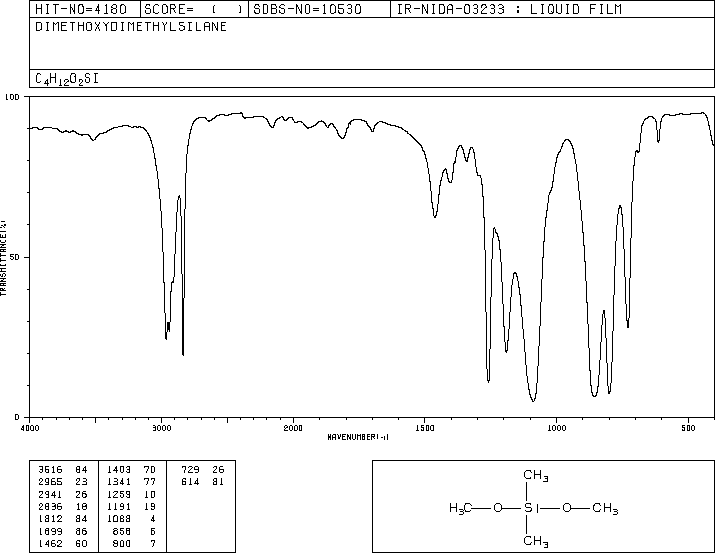 HIT-NO=4180 SCORE= ( ) SDBS-NO=10530 IR-NIDA-03233 : LIQUID FILM
DIMETHOXYDIMETHYLSILANE
C4H12O2SI
100
50
0
TRANSMITTANCE(%)
4000 3000 2000 1500 1000 500
WAVENUMBER(-1)
3516 84 1403 70 729 26
2965 23 1341 77 614 81
2941 26 1259 10
2836 18 1191 19
1812 84 1088 4
1699 86 858 6
1462 60 800 7
CH3
H3C O SI O CH3
CH3